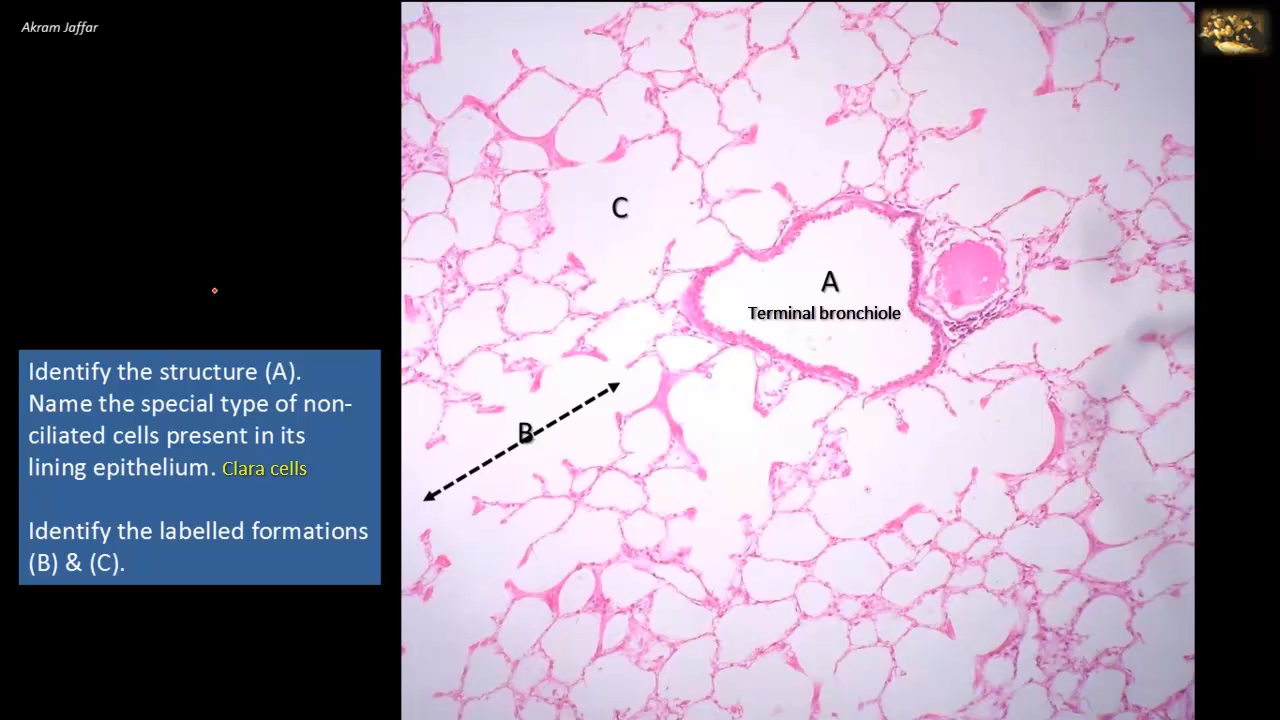 Akram Jaffar
C
A
Terminal bronchiole
Identify the structure (A).
Name the special type of non-
ciliated cells present in its
lining epithelium. Clara cells
B
Identify the labelled formations
(B) & (C).